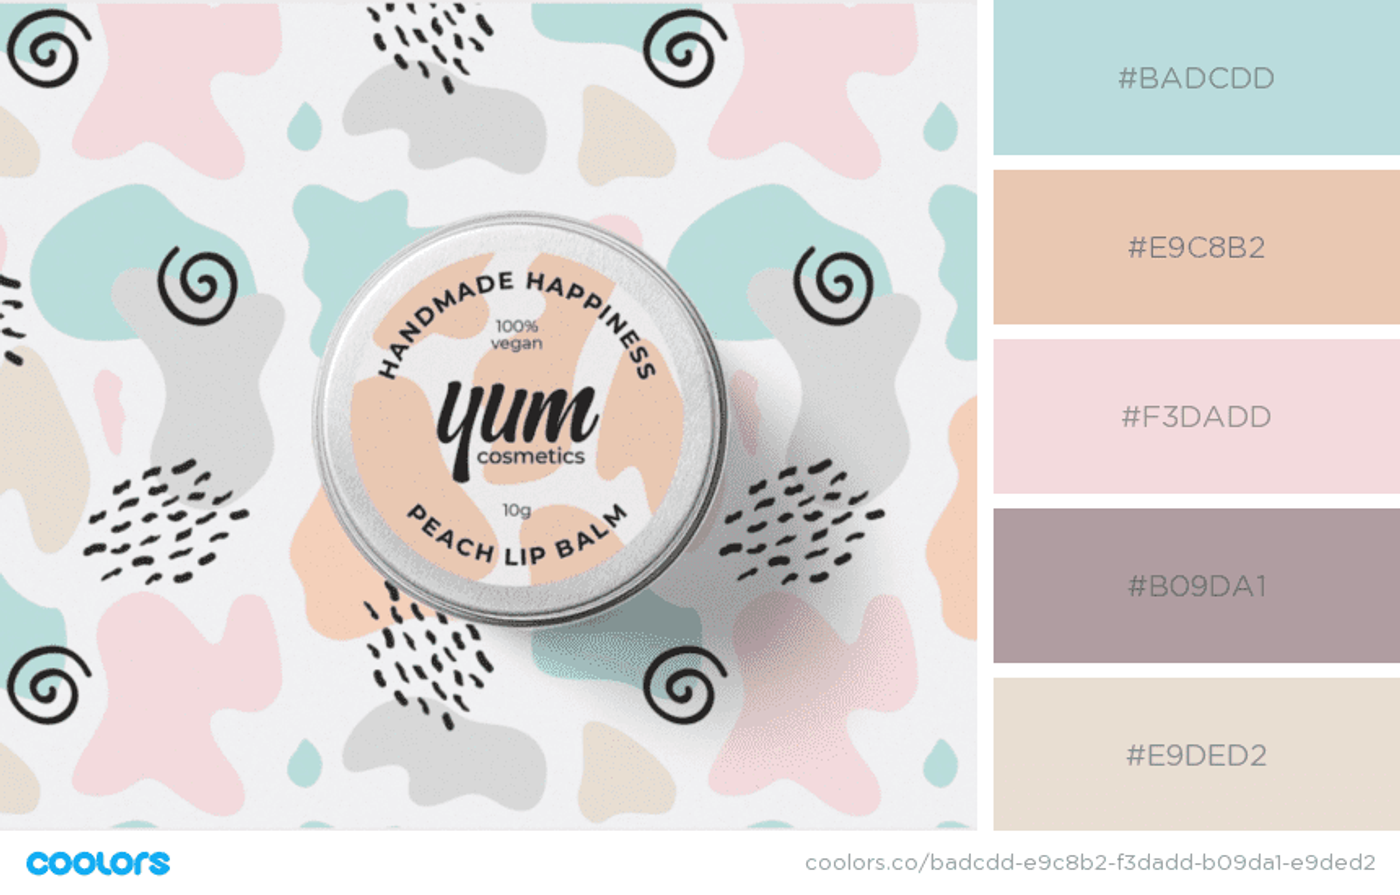 HANDMADE HAPPINESS
100%
vegan
yum
cosmetics
10g
PEACH LIP BALM
#BADCDD
#E9C8B2
#F3DADD
#B09DA1
#E9DED2
coolors
coolors.co/badcdd-e9c8b2-f3dadd-b09da1-e9ded2